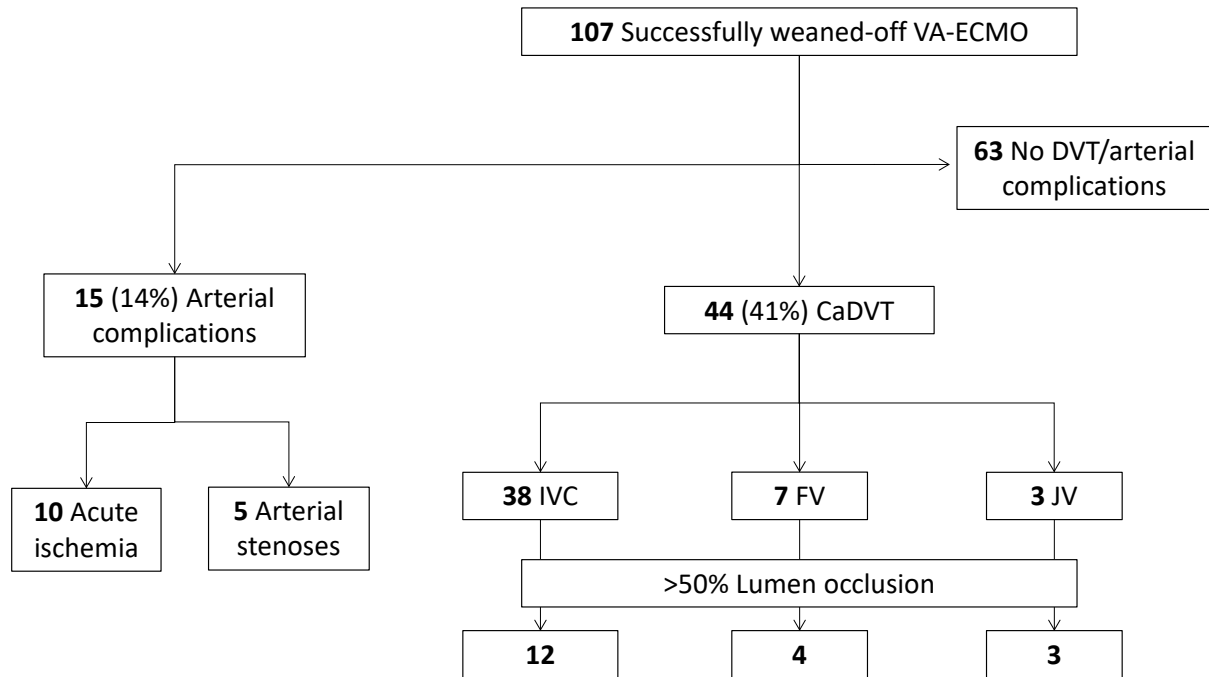 107 Successfully weaned-off VA-ECMO
63 No DVT/arterial
complications
15 (14%) Arterial
complications
44 (41%) CaDVT
10 Acute
ischemia
5 Arterial
stenoses
38 IVC
7 FV
3 JV
>50% Lumen occlusion
12
4
3